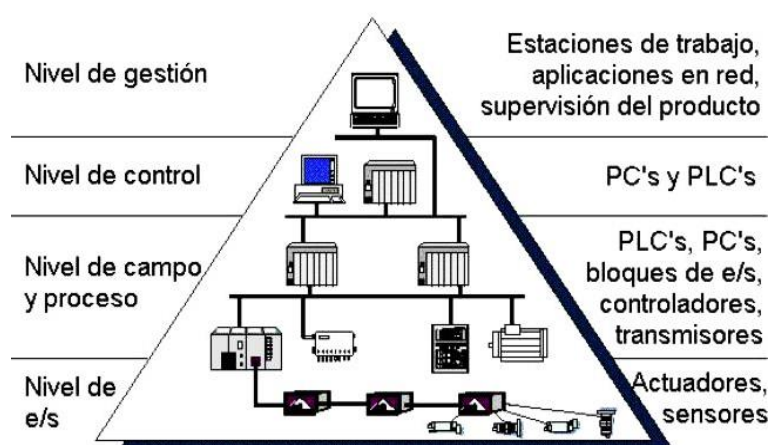 Nivel de gestión
Estaciones de trabajo,
aplicaciones en red,
supervisión del producto
Nivel de control
PC's y PLC's
Nivel de campo
y proceso
PLC's, PC's,
bloques de e/s,
controladores,
transmisores
Nivel de
e/s
Actuadores,
sensores